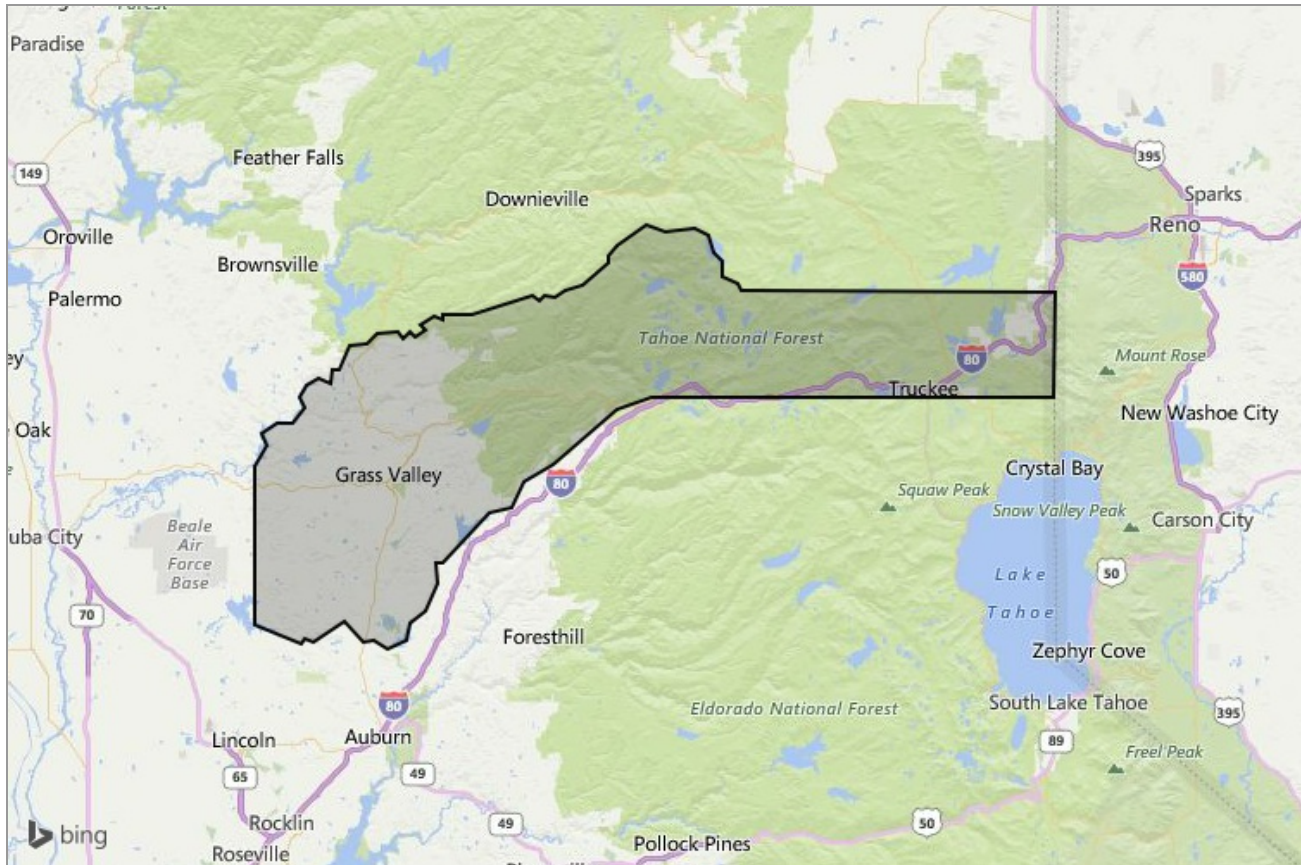 Forest
Paradise
Feather Falls
149
395
Downieville
Sparks
Reno
Oroville
Brownsville
580
Palermo
Tahoe National Forest
80
Mount Rose
Truckee
New Washoe City
Oak
Grass Valley
Crystal Bay
80
Squaw Peak
Snow Valley Peak
Carson City
Beale
Air
Force
Base
uba City
50
Lake
Tahoe
70
Foresthill
Zephyr Cove
80
Eldorado National Forest
South Lake Tahoe
395
Lincoln
Auburn
89
Freel Peak
65
49
Rocklin
49
50
bing
Roseville
Pollock Pines